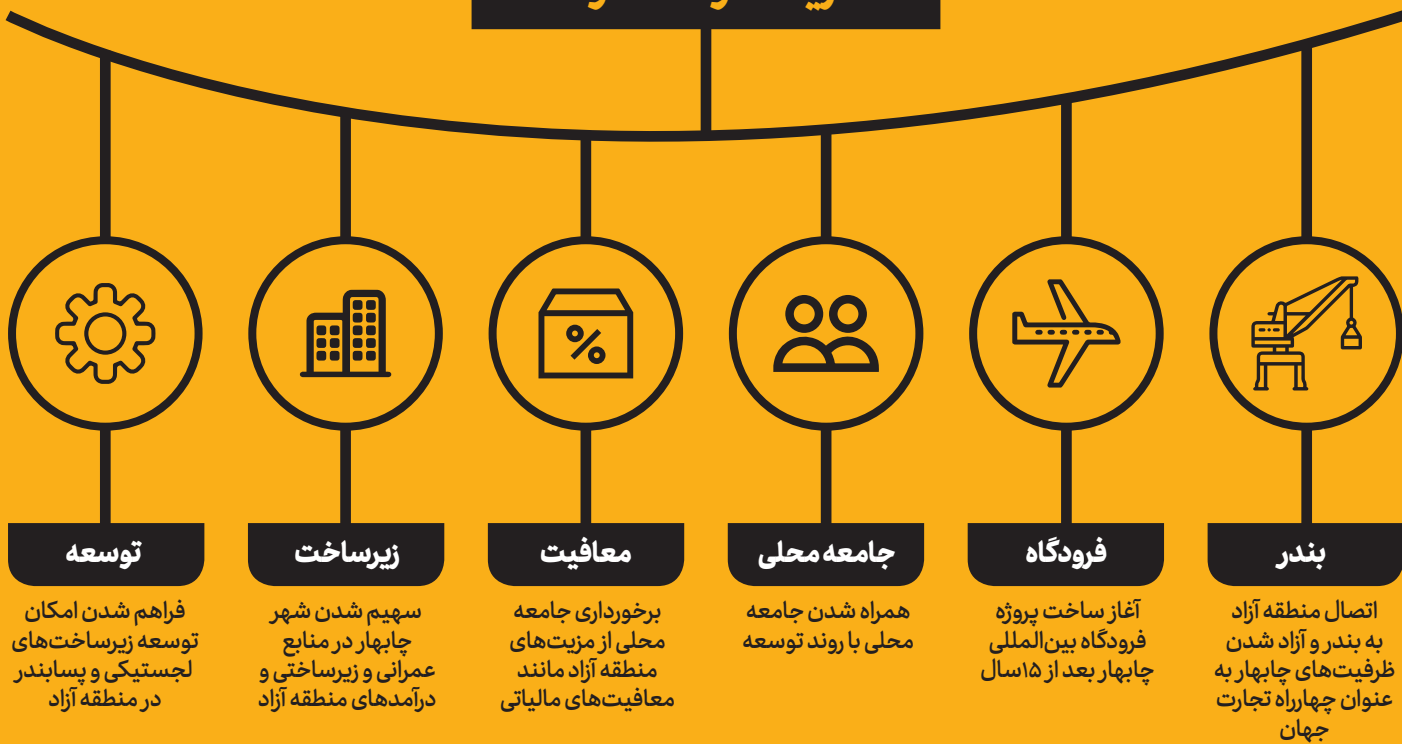 بندر
اتصال منطقه آزاد
به بندر و آزاد شدن
ظرفیت‌های چابهار به
عنوان چهارراه تجارت
جهان
فرودگاه
آغاز ساخت پروژه
فرودگاه بین‌المللی
چابهار بعد از ۱۵سال
جامعه محلی
همراه شدن جامعه
محلی با روند توسعه
معافیت
برخورداری جامعه
محلی از مزیت‌های
منطقه آزاد مانند
معافیت‌های مالیاتی
زیرساخت
سهیم شدن شهر
چابهار در منابع
عمرانی و زیرساختی و
درآمدهای منطقه آزاد
توسعه
فراهم شدن امکان
توسعه زیرساخت‌های
لجستیکی و پسابندر
در منطقه آزاد